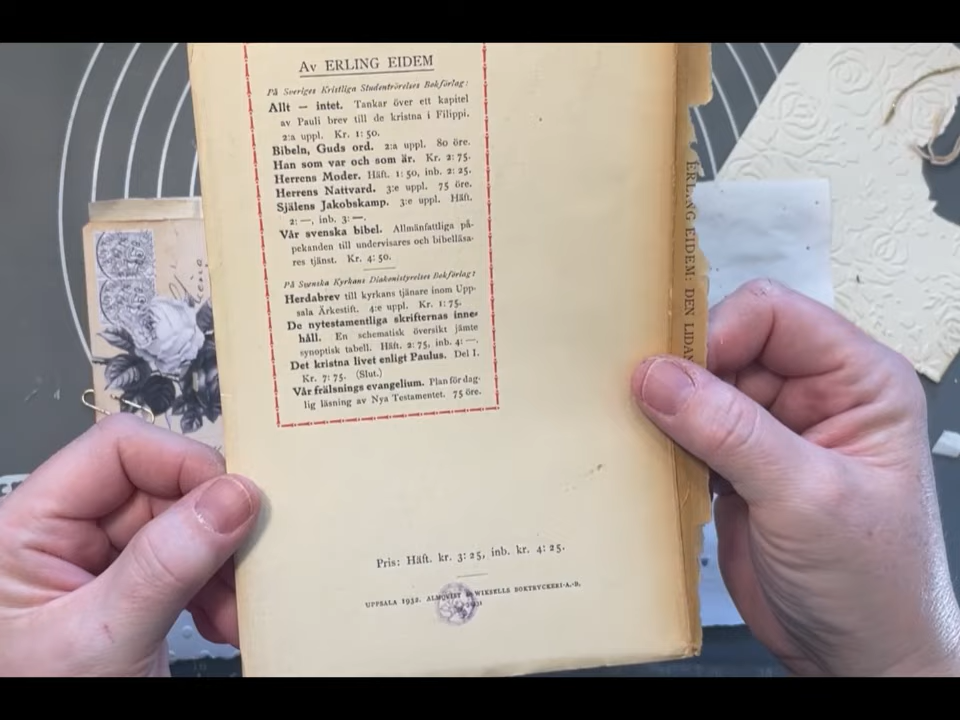 Av ERLING EIDEM
På Sveriges Kristliga Studentrörelses Bokförlag:
Allt — intet. Tankar över ett kapitel
av Pauli brev till de kristna i Filippi.
2:a uppl. Kr. 1: 50.
Bibeln, Guds ord. 2:a uppl. 80 öre.
Han som var och som är. Kr. 2: 75.
Herrens Moder. Häft. 1: 50, inb. 2: 25.
Herrens Nattvard. 3:e uppl. 75 öre.
Själens Jakobskamp. 3:e uppl. Häft.
2: —, inb. 3: —.
Vår svenska bibel. Allmänfattliga på-
pekanden till undervisares och bibelläsa-
res tjänst. Kr. 4: 50.
På Svenska Kyrkans Diakonistyrelses Bokförlag:
Herdabrev till kyrkans tjänare inom Upp-
sala Ärkestift. 4:e uppl. Kr. 1: 75.
De nytestamentliga skrifternas inne-
håll. En schematisk översikt jämte
synoptisk tabell. Häft. 2: 75, inb. 4: —.
Det kristna livet enligt Paulus. Del I.
Kr. 7: 75. (Slut.)
Vår frälsnings evangelium. Plan för dag-
lig läsning av Nya Testamentet. 75 öre.
Pris: Häft. kr. 3: 25, inb. kr. 4: 25.
UPPSALA 1932. ALMQVIST & WIKSELLS BOKTRYCKERI-A.-B.
ERLING EIDEM: DEN LIDAN